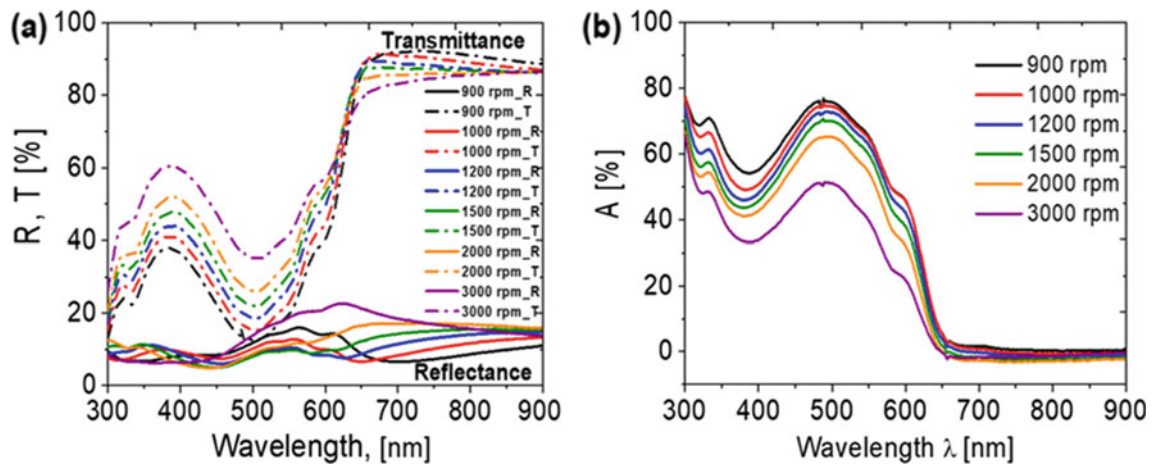 (a)
100
80
60
40
20
0
R, T [%]
Transmittance
900 rpm_R
900 rpm_T
1000 rpm_R
1000 rpm_T
1200 rpm_R
1200 rpm_T
1500 rpm_R
1500 rpm_T
2000 rpm_R
2000 rpm_T
3000 rpm_R
3000 rpm_T
Reflectance
300 400 500 600 700 800 900
Wavelength, [nm]
(b)
100
80
60
40
20
0
A [%]
900 rpm
1000 rpm
1200 rpm
1500 rpm
2000 rpm
3000 rpm
300 400 500 600 700 800 900
Wavelength λ [nm]